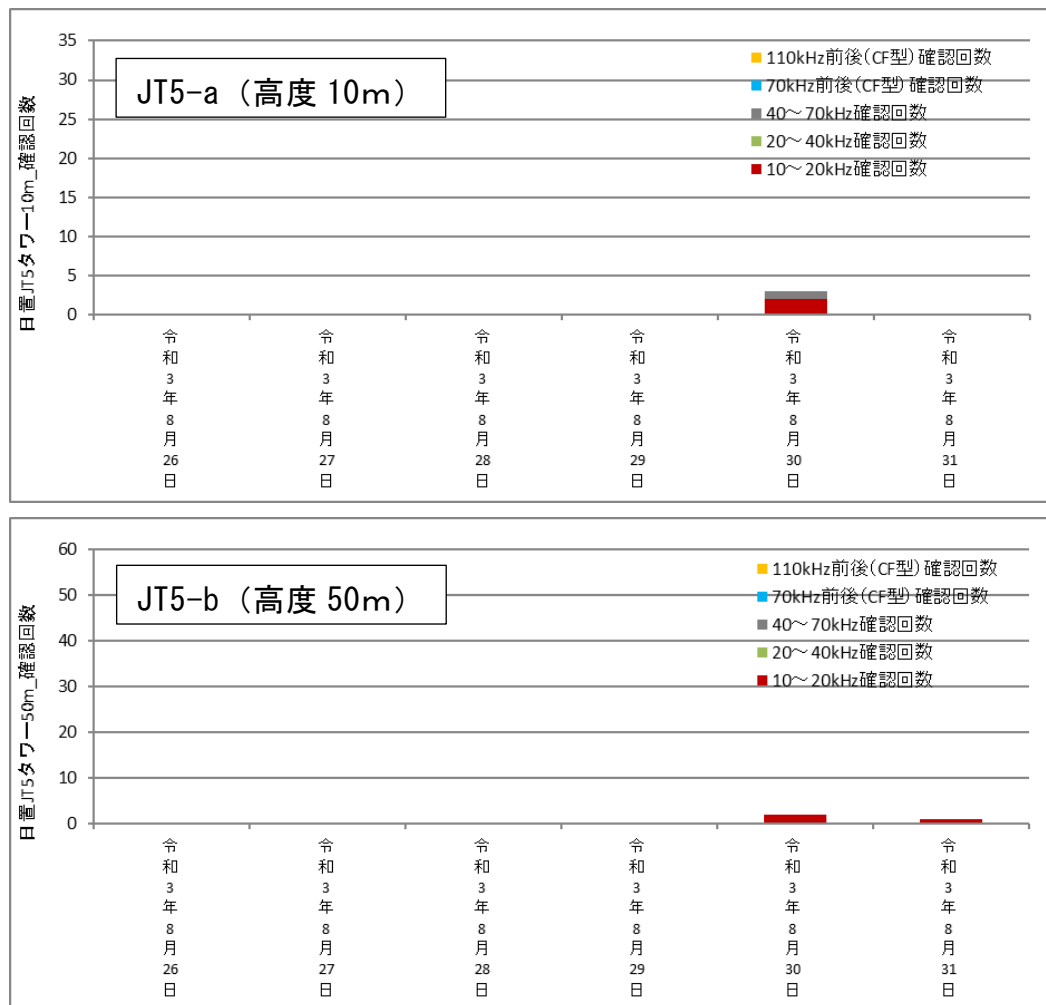 JT5-a（高度 10ｍ）
日置JT5タワー10m_確認回数
35
30
25
20
15
10
5
0
110kHz前後(CF型)確認回数
70kHz前後(CF型)確認回数
40～70kHz確認回数
20～40kHz確認回数
10～20kHz確認回数
令和3年8月26日
令和3年8月27日
令和3年8月28日
令和3年8月29日
令和3年8月30日
令和3年8月31日
JT5-b（高度 50ｍ）
日置JT5タワー50m_確認回数
60
50
40
30
20
10
0
110kHz前後(CF型)確認回数
70kHz前後(CF型)確認回数
40～70kHz確認回数
20～40kHz確認回数
10～20kHz確認回数
令和3年8月26日
令和3年8月27日
令和3年8月28日
令和3年8月29日
令和3年8月30日
令和3年8月31日